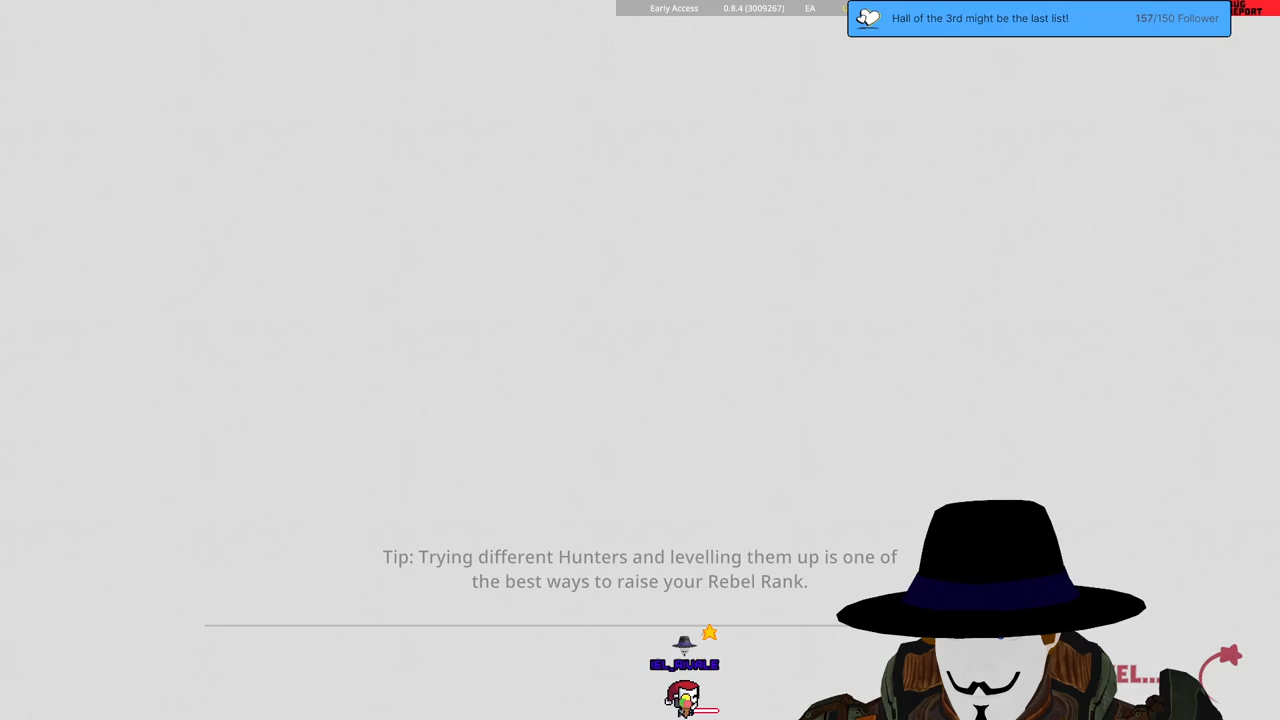 Early Access 0.8.4 (3009267) EA
Hall of the 3rd might be the last list! 157/150 Follower
Tip: Trying different Hunters and levelling them up is one of
the best ways to raise your Rebel Rank.